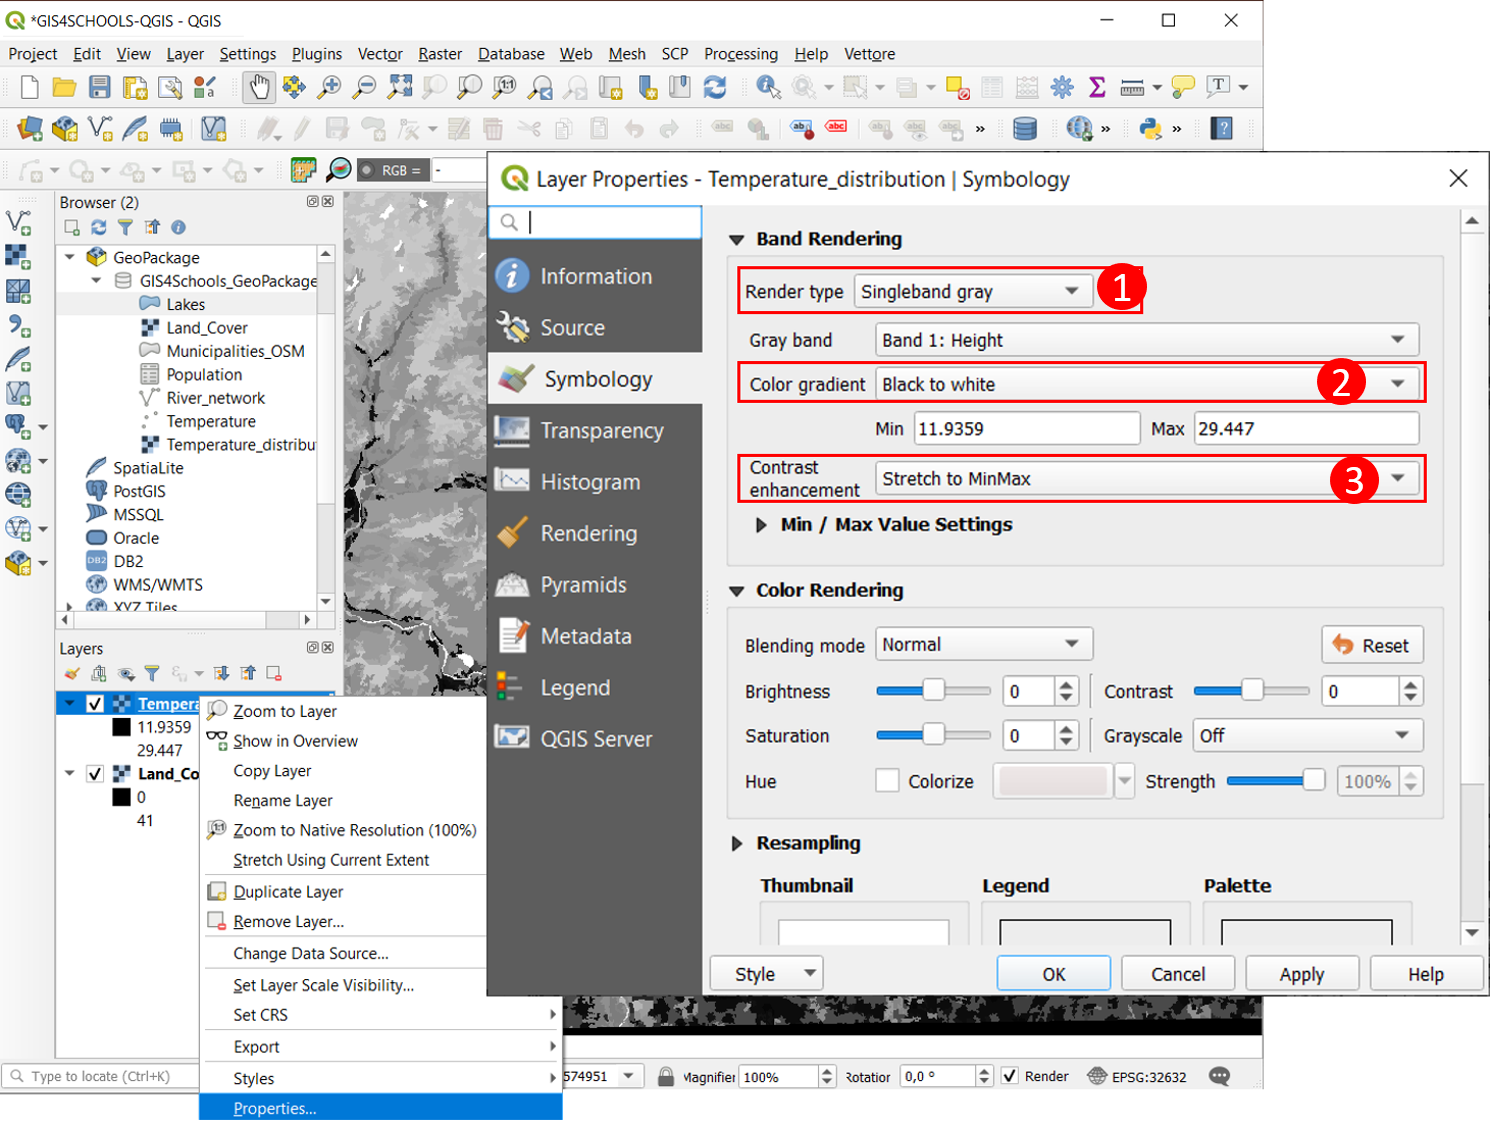 *GIS4SCHOOLS-QGIS - QGIS
Project Edit View Layer Settings Plugins Vector Raster Database Web Mesh SCP Processing Help Vettore
RGB = -
Browser (2)
GeoPackage
GIS4Schools_GeoPackage
Lakes
Land_Cover
Municipalities_OSM
Population
River_network
Temperature
Temperature_distribu
SpatiaLite
PostGIS
MSSQL
Oracle
DB2
WMS/WMTS
XYZ Tiles
Layers
Tempera
11.9359
29.447
Land_Co
0
41
Zoom to Layer
Show in Overview
Copy Layer
Rename Layer
Zoom to Native Resolution (100%)
Stretch Using Current Extent
Duplicate Layer
Remove Layer...
Change Data Source...
Set Layer Scale Visibility...
Set CRS
Export
Styles
Properties...
Layer Properties - Temperature_distribution | Symbology
Information
Source
Symbology
Transparency
Histogram
Rendering
Pyramids
Metadata
Legend
QGIS Server
Band Rendering
Render type Singleband gray 1
Gray band Band 1: Height
Color gradient Black to white 2
Min 11.9359 Max 29.447
Contrast enhancement Stretch to MinMax 3
Min / Max Value Settings
Color Rendering
Blending mode Normal Reset
Brightness 0 Contrast 0
Saturation 0 Grayscale Off
Hue Colorize Strength 100%
Resampling
Thumbnail Legend Palette
Style OK Cancel Apply Help
Type to locate (Ctrl+K) 574951 Magnifier 100% Rotation 0,0 ° Render EPSG:32632